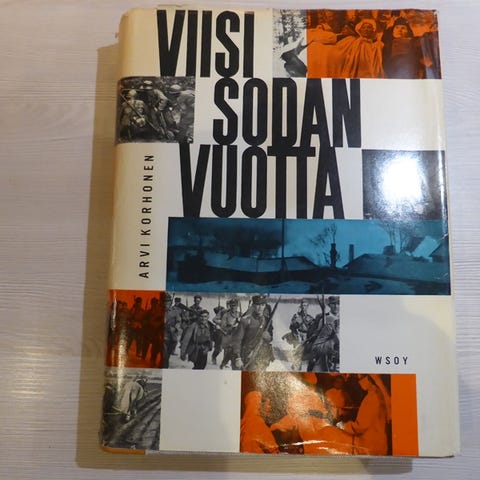 VIISI
SODAN
VUOTTA
ARVI KORHONEN
WSOY